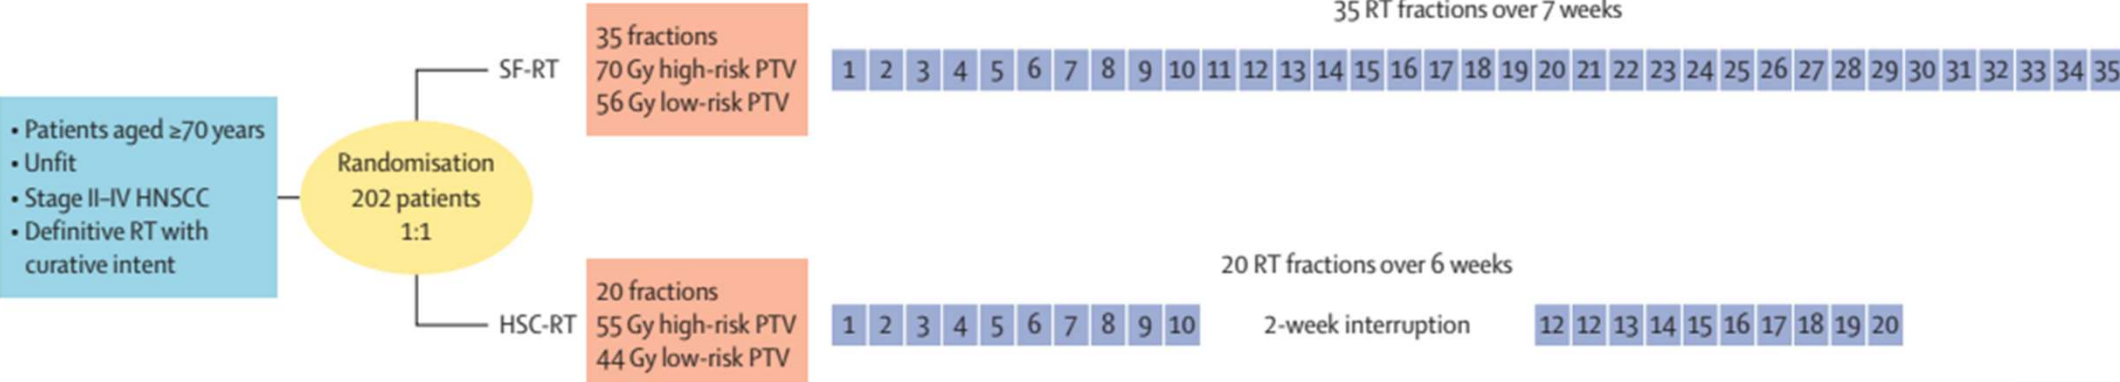 • Patients aged ≥70 years
• Unfit
• Stage II–IV HNSCC
• Definitive RT with
curative intent
Randomisation
202 patients
1:1
SF-RT
35 fractions
70 Gy high-risk PTV
56 Gy low-risk PTV
35 RT fractions over 7 weeks
1 2 3 4 5 6 7 8 9 10 11 12 13 14 15 16 17 18 19 20 21 22 23 24 25 26 27 28 29 30 31 32 33 34 35
HSC-RT
20 fractions
55 Gy high-risk PTV
44 Gy low-risk PTV
20 RT fractions over 6 weeks
1 2 3 4 5 6 7 8 9 10 2-week interruption 12 12 13 14 15 16 17 18 19 20